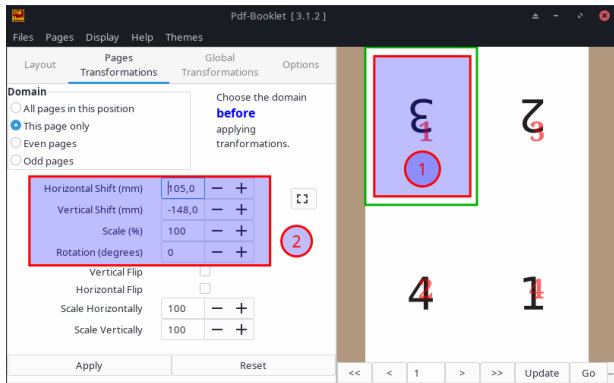 Pdf-Booklet [ 3.1.2 ]
Files Pages Display Help Themes
Layout
Pages Transformations
Global Transformations
Options
Domain
All pages in this position
This page only
Even pages
Odd pages
Choose the domain
before
applying
tranformations.
Horizontal Shift (mm) 105,0 − +
Vertical Shift (mm) -148,0 − +
Scale (%) 100 − +
Rotation (degrees) 0 − +
2
Vertical Flip
Horizontal Flip
Scale Horizontally 100 − +
Scale Vertically 100 − +
Apply Reset
3 2
1 3
1
4 1
2 4
<< < 1 > >> Update Go